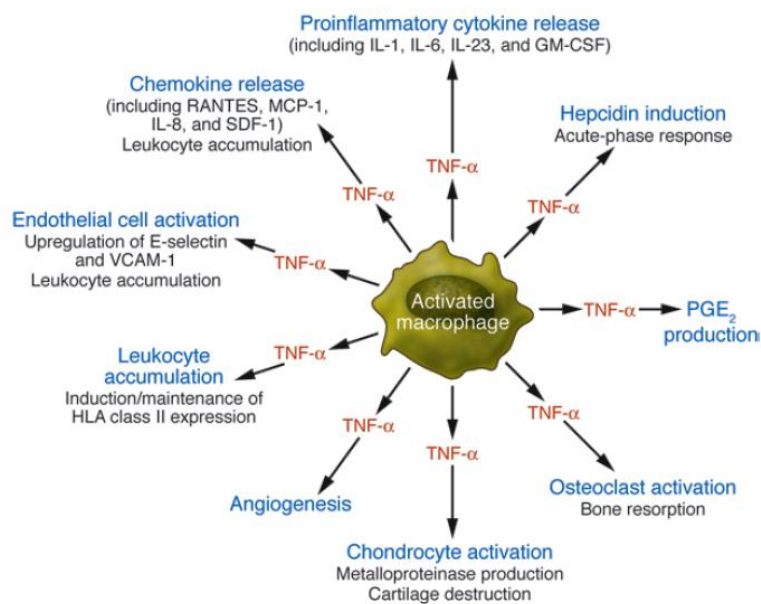 Proinflammatory cytokine release
(including IL-1, IL-6, IL-23, and GM-CSF)
Chemokine release
(including RANTES, MCP-1,
IL-8, and SDF-1)
Leukocyte accumulation
Hepcidin induction
Acute-phase response
TNF-α
TNF-α
TNF-α
Endothelial cell activation
Upregulation of E-selectin
and VCAM-1
Leukocyte accumulation
TNF-α
Activated
macrophage
TNF-α
PGE₂
production
Leukocyte
accumulation
Induction/maintenance of
HLA class II expression
TNF-α
TNF-α
TNF-α
TNF-α
Angiogenesis
Osteoclast activation
Bone resorption
Chondrocyte activation
Metalloproteinase production
Cartilage destruction